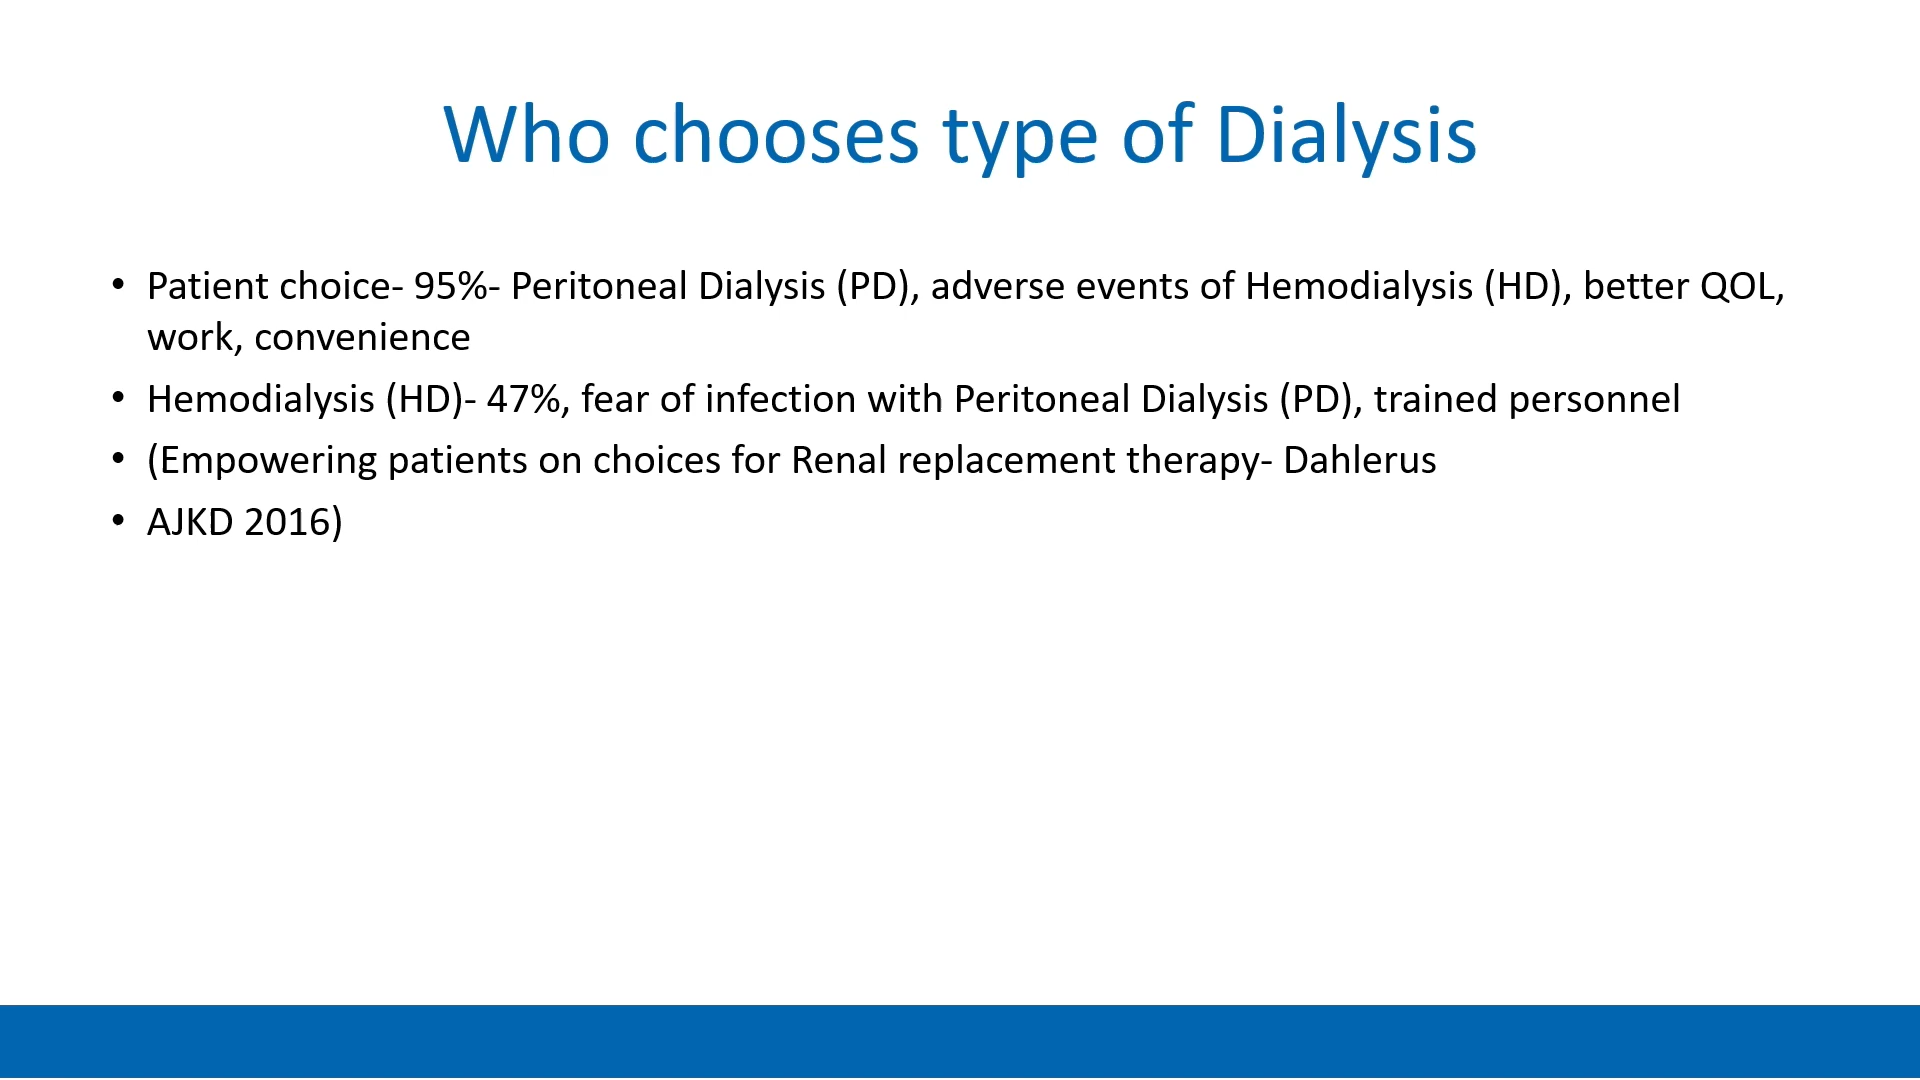 Who chooses type of Dialysis
• Patient choice- 95%- Peritoneal Dialysis (PD), adverse events of Hemodialysis (HD), better QOL,
work, convenience
• Hemodialysis (HD)- 47%, fear of infection with Peritoneal Dialysis (PD), trained personnel
• (Empowering patients on choices for Renal replacement therapy- Dahlerus
• AJKD 2016)